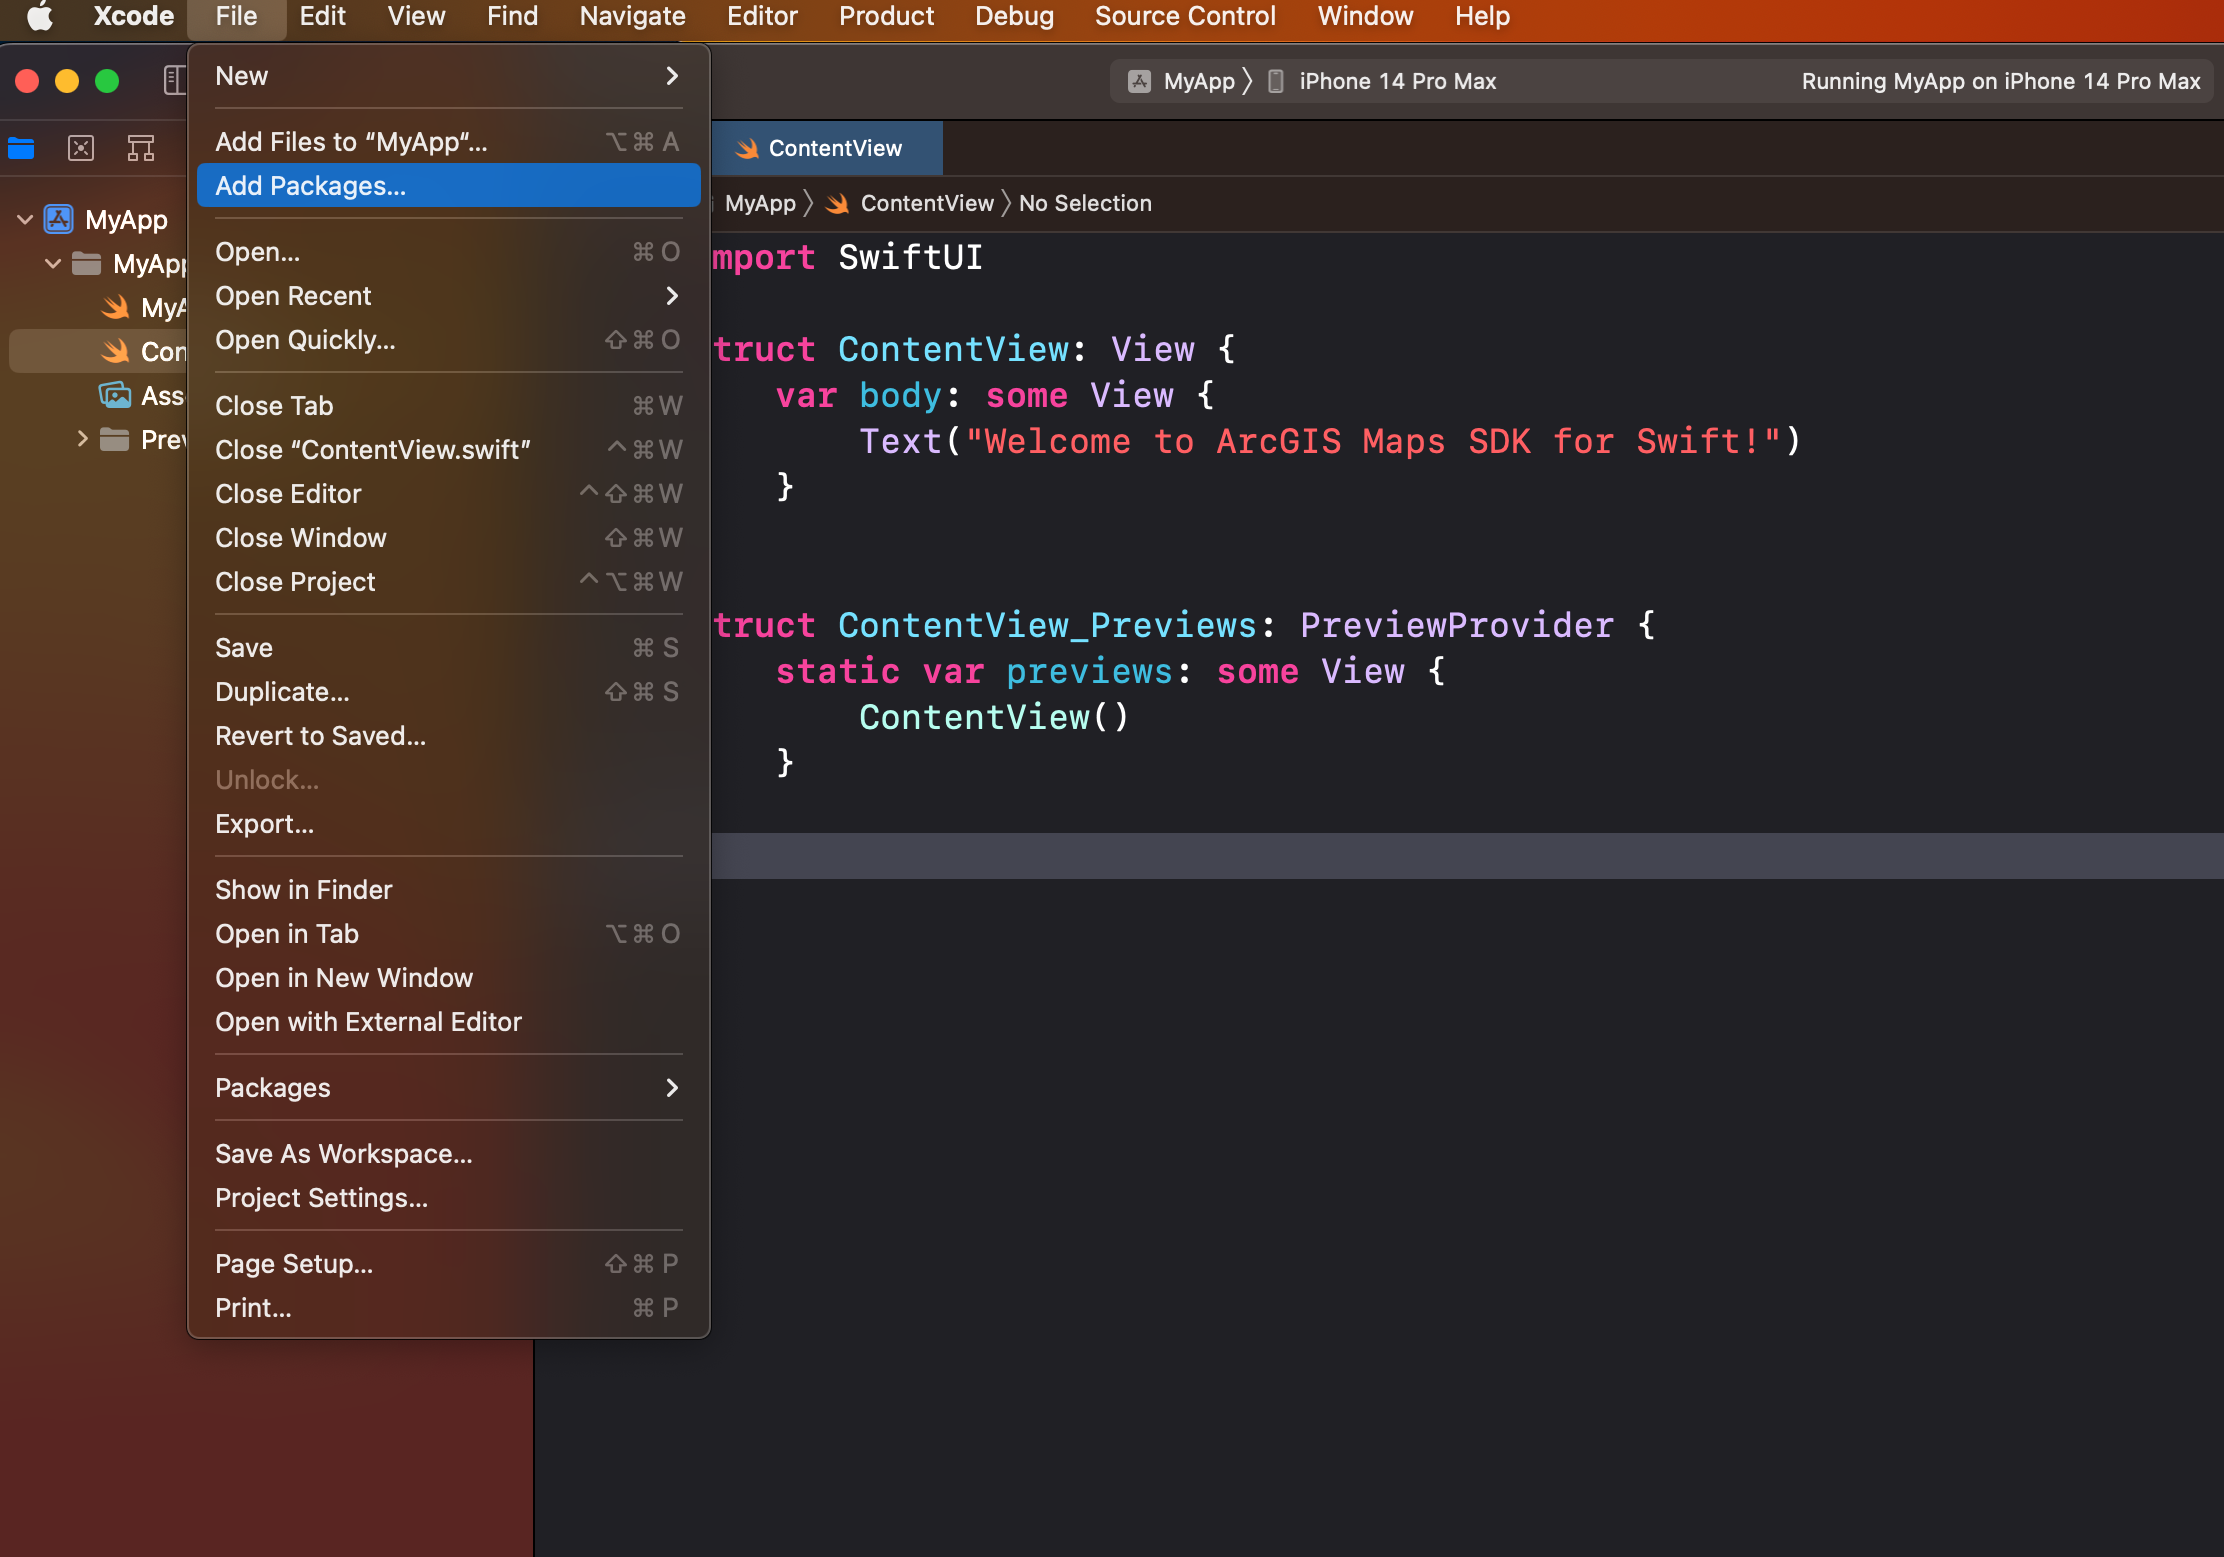 Xcode File Edit View Find Navigate Editor Product Debug Source Control Window Help
MyApp 〉 iPhone 14 Pro Max Running MyApp on iPhone 14 Pro Max
New
Add Files to “MyApp“... ⌥⌘A
Add Packages...
Open... ⌘O
Open Recent
Open Quickly... ⇧⌘O
Close Tab ⌘W
Close “ContentView.swift” ^⌘W
Close Editor ^⇧⌘W
Close Window ⇧⌘W
Close Project ^⌥⌘W
Save ⌘S
Duplicate... ⇧⌘S
Revert to Saved...
Unlock...
Export...
Show in Finder
Open in Tab ⌥⌘O
Open in New Window
Open with External Editor
Packages
Save As Workspace...
Project Settings...
Page Setup... ⇧⌘P
Print... ⌘P
MyApp
MyApp
MyA
Con
Ass
Prev
ContentView
MyApp 〉 ContentView 〉 No Selection
mport SwiftUI
truct ContentView: View {
var body: some View {
Text("Welcome to ArcGIS Maps SDK for Swift!")
}
truct ContentView_Previews: PreviewProvider {
static var previews: some View {
ContentView()
}